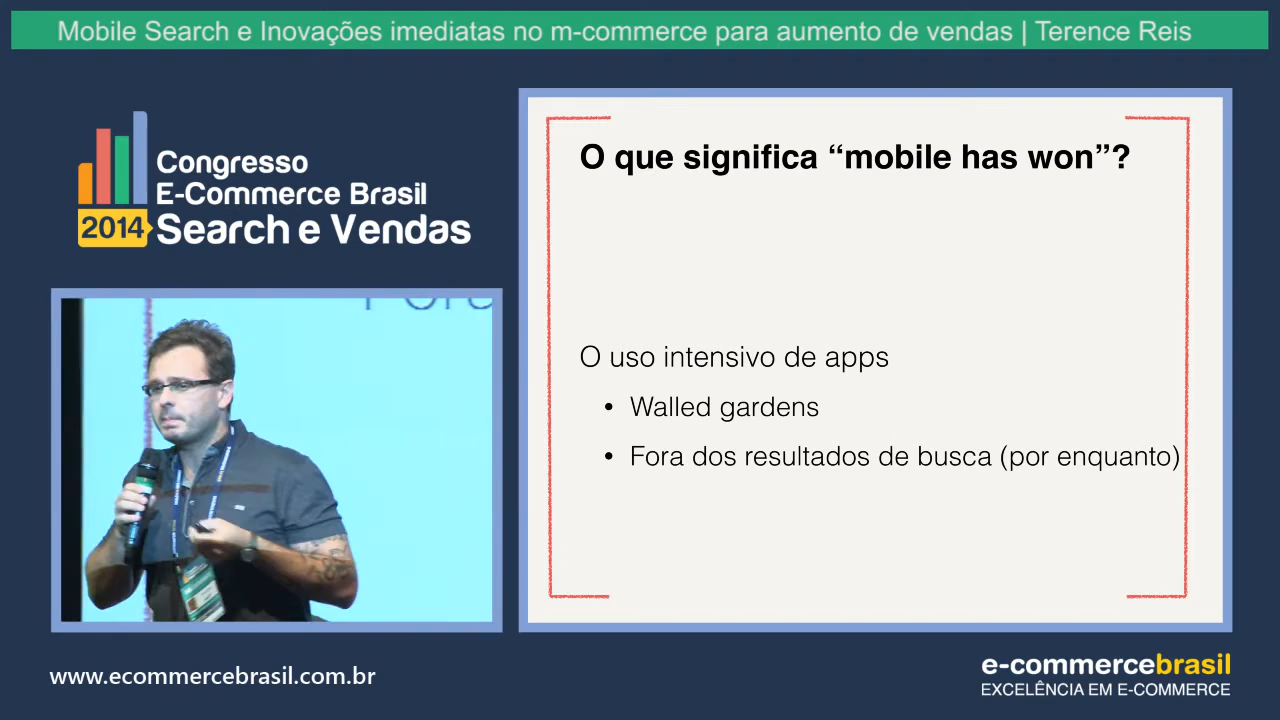 Mobile Search e Inovações imediatas no m-commerce para aumento de vendas | Terence Reis
Congresso
E-Commerce Brasil
2014 Search e Vendas
O que significa “mobile has won”?
O uso intensivo de apps
• Walled gardens
• Fora dos resultados de busca (por enquanto)
www.ecommercebrasil.com.br
e-commercebrasil
EXCELÊNCIA EM E-COMMERCE